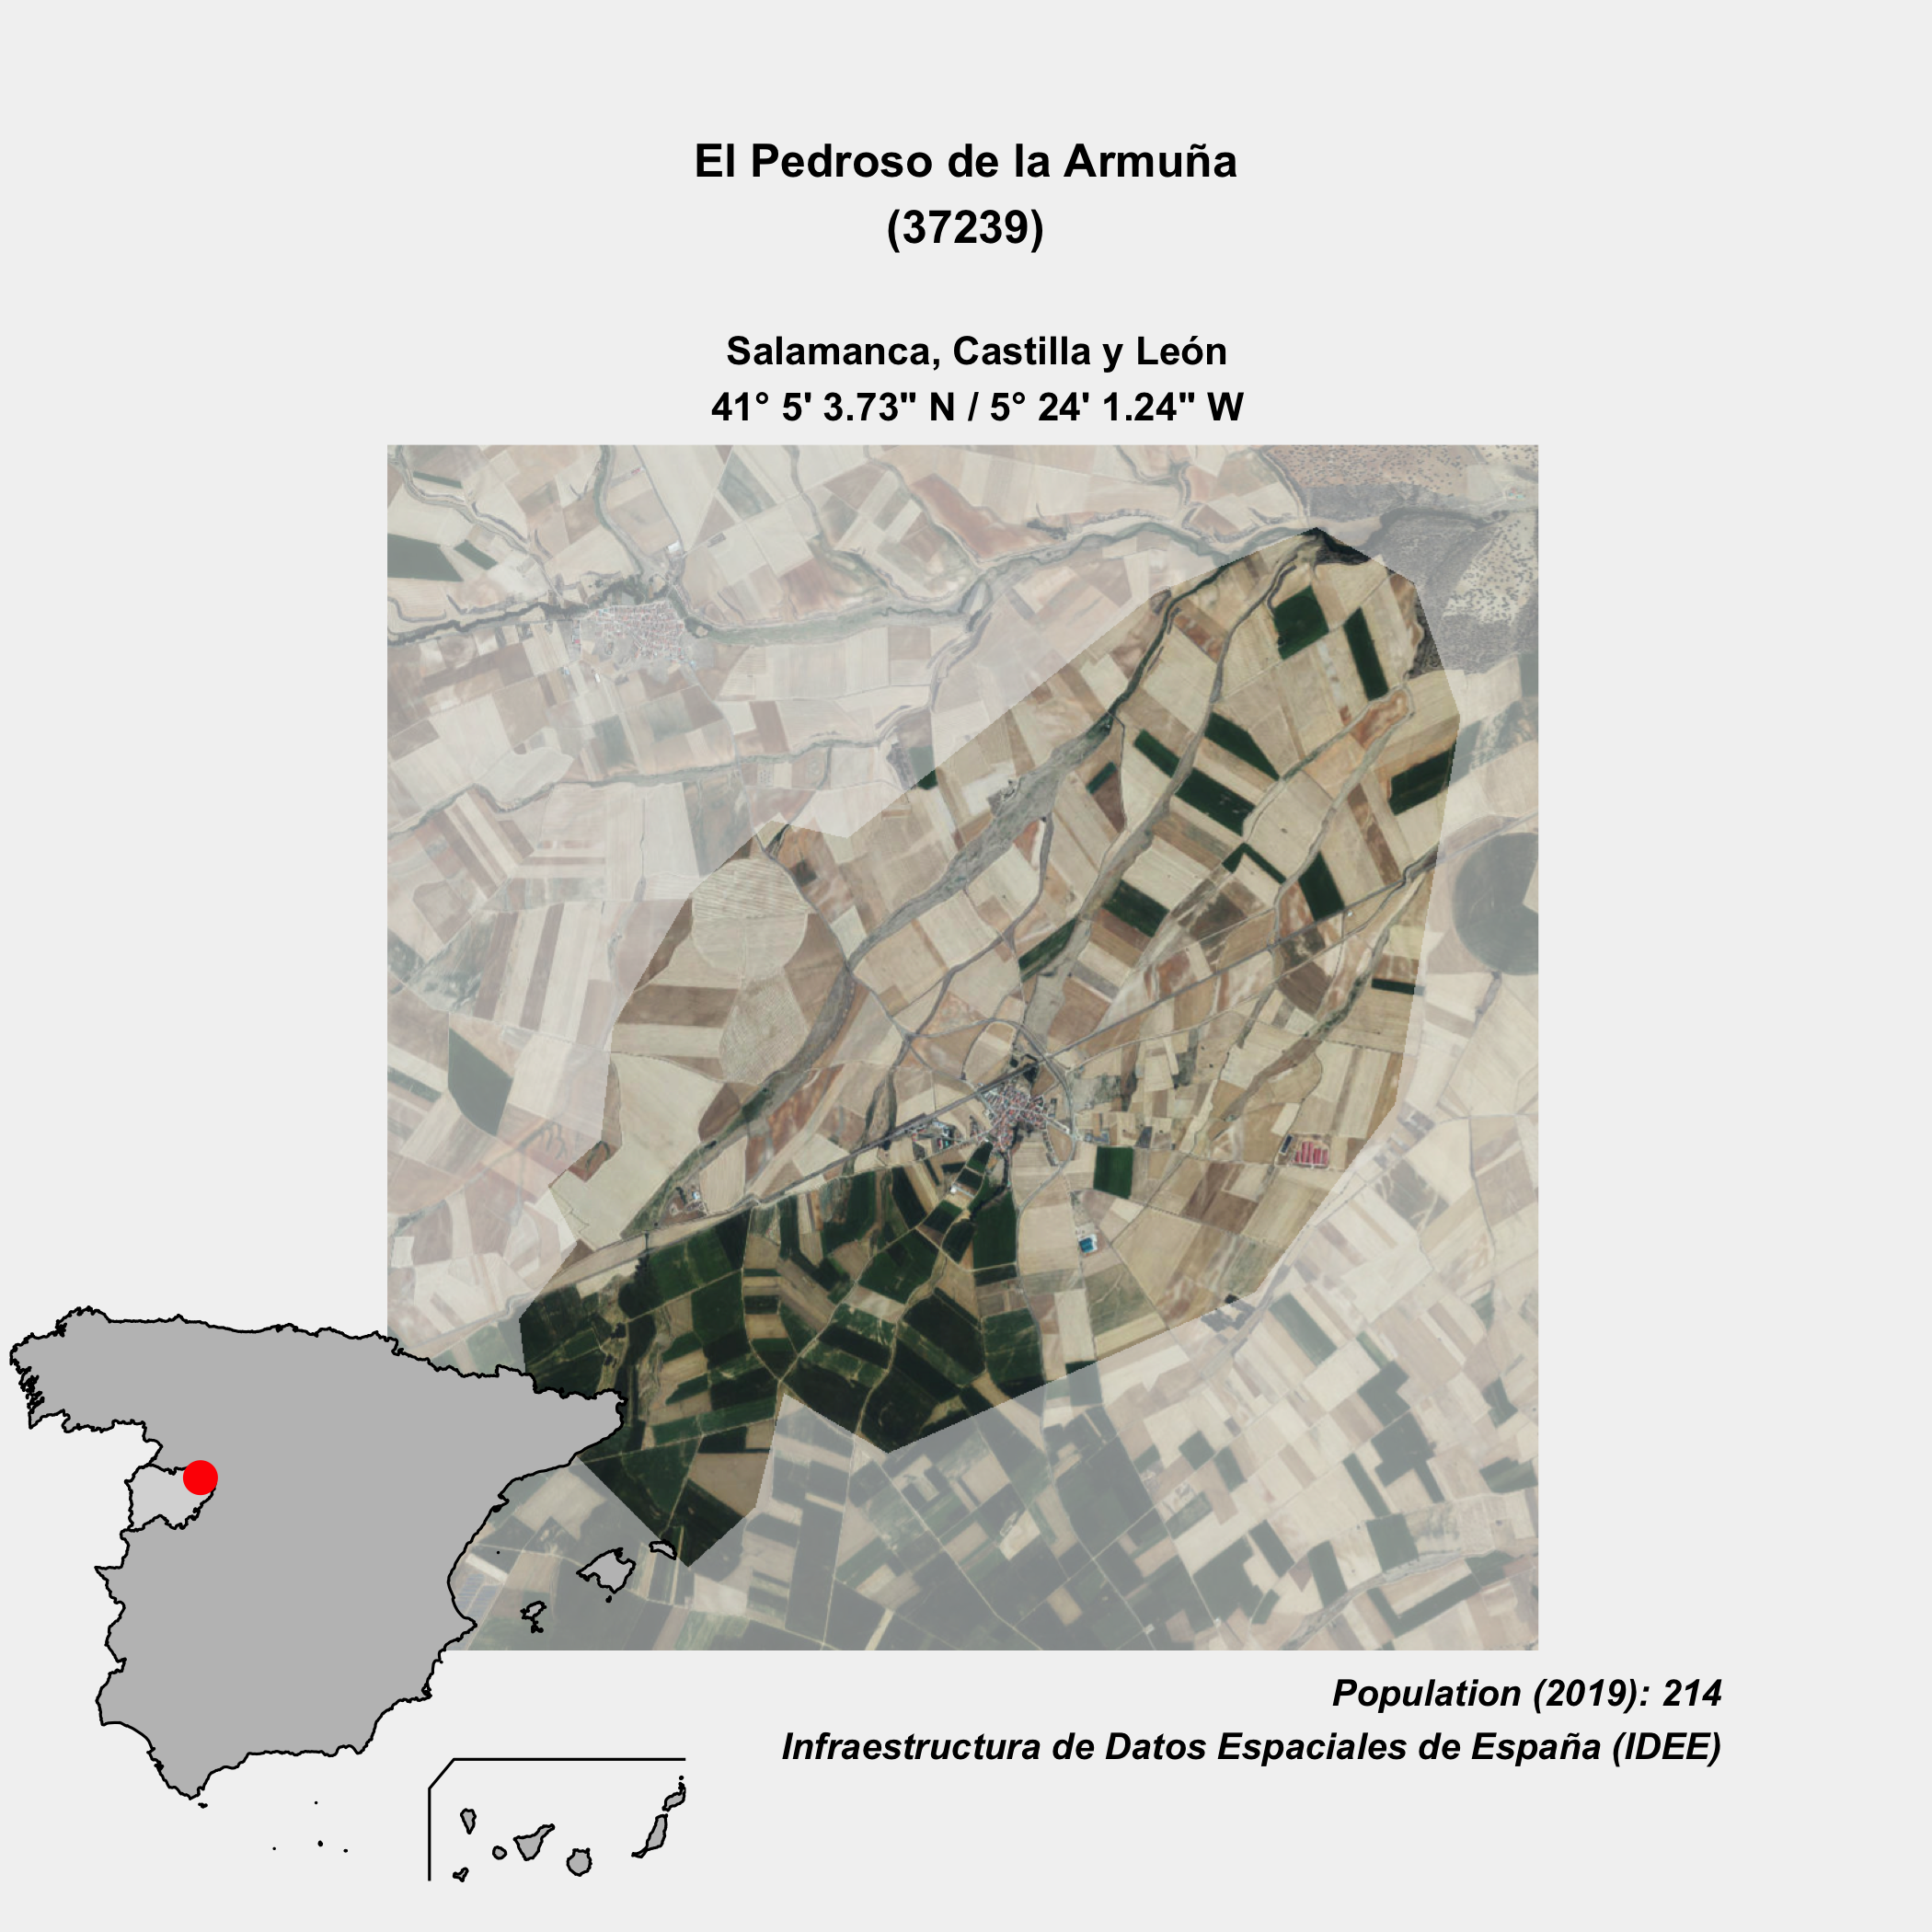 El Pedroso de la Armuña
(37239)
Salamanca, Castilla y León
41° 5' 3.73" N / 5° 24' 1.24" W
Population (2019): 214
Infraestructura de Datos Espaciales de España (IDEE)